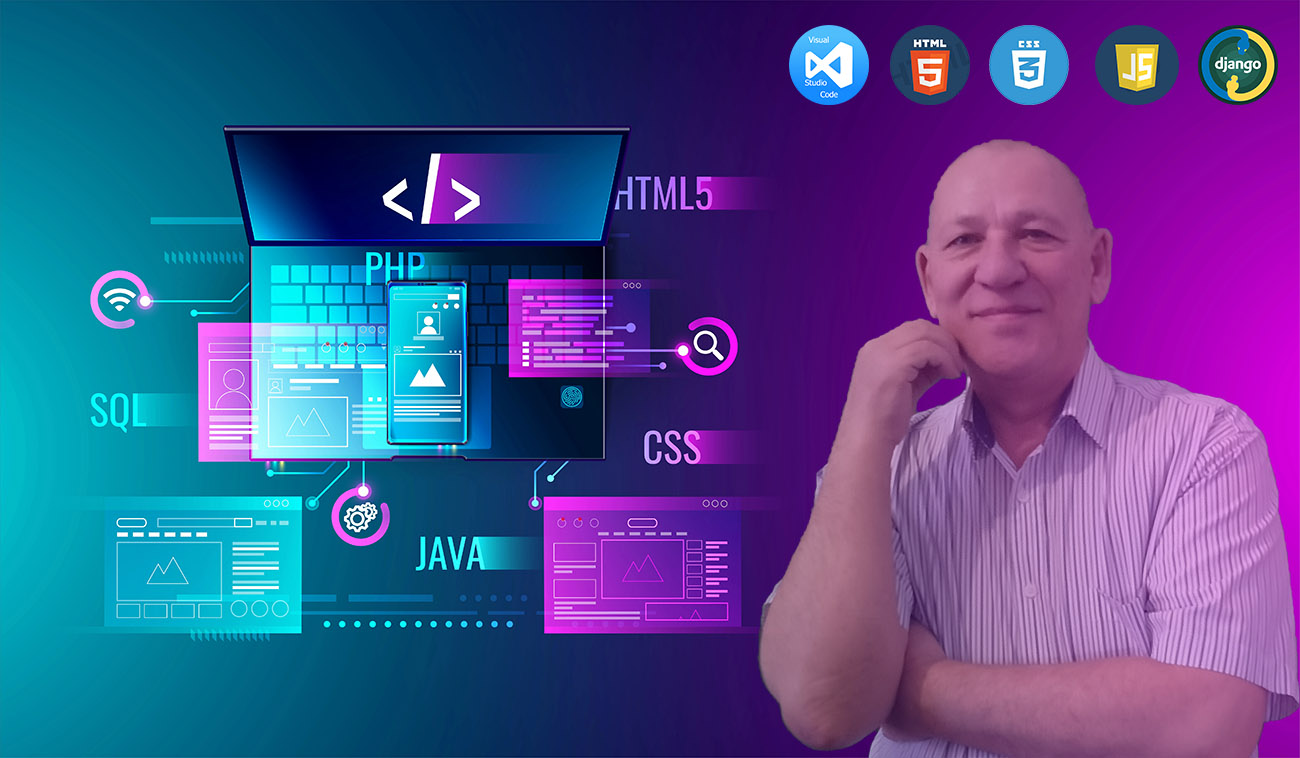 Visual
Studio
Code
HTML
5
CSS
3
JS
django
</>
HTML5
PHP
SQL
CSS
JAVA